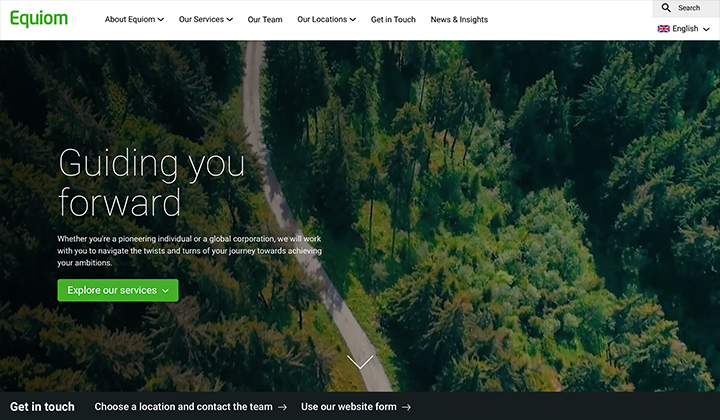 Equiom
About Equiom
Our Services
Our Team
Our Locations
Get in Touch
News & Insights
Search
English
Guiding you
forward
Whether you're a pioneering individual or a global corporation, we will work
with you to navigate the twists and turns of your journey towards achieving
your ambitions.
Explore our services
Get in touch
Choose a location and contact the team
Use our website form